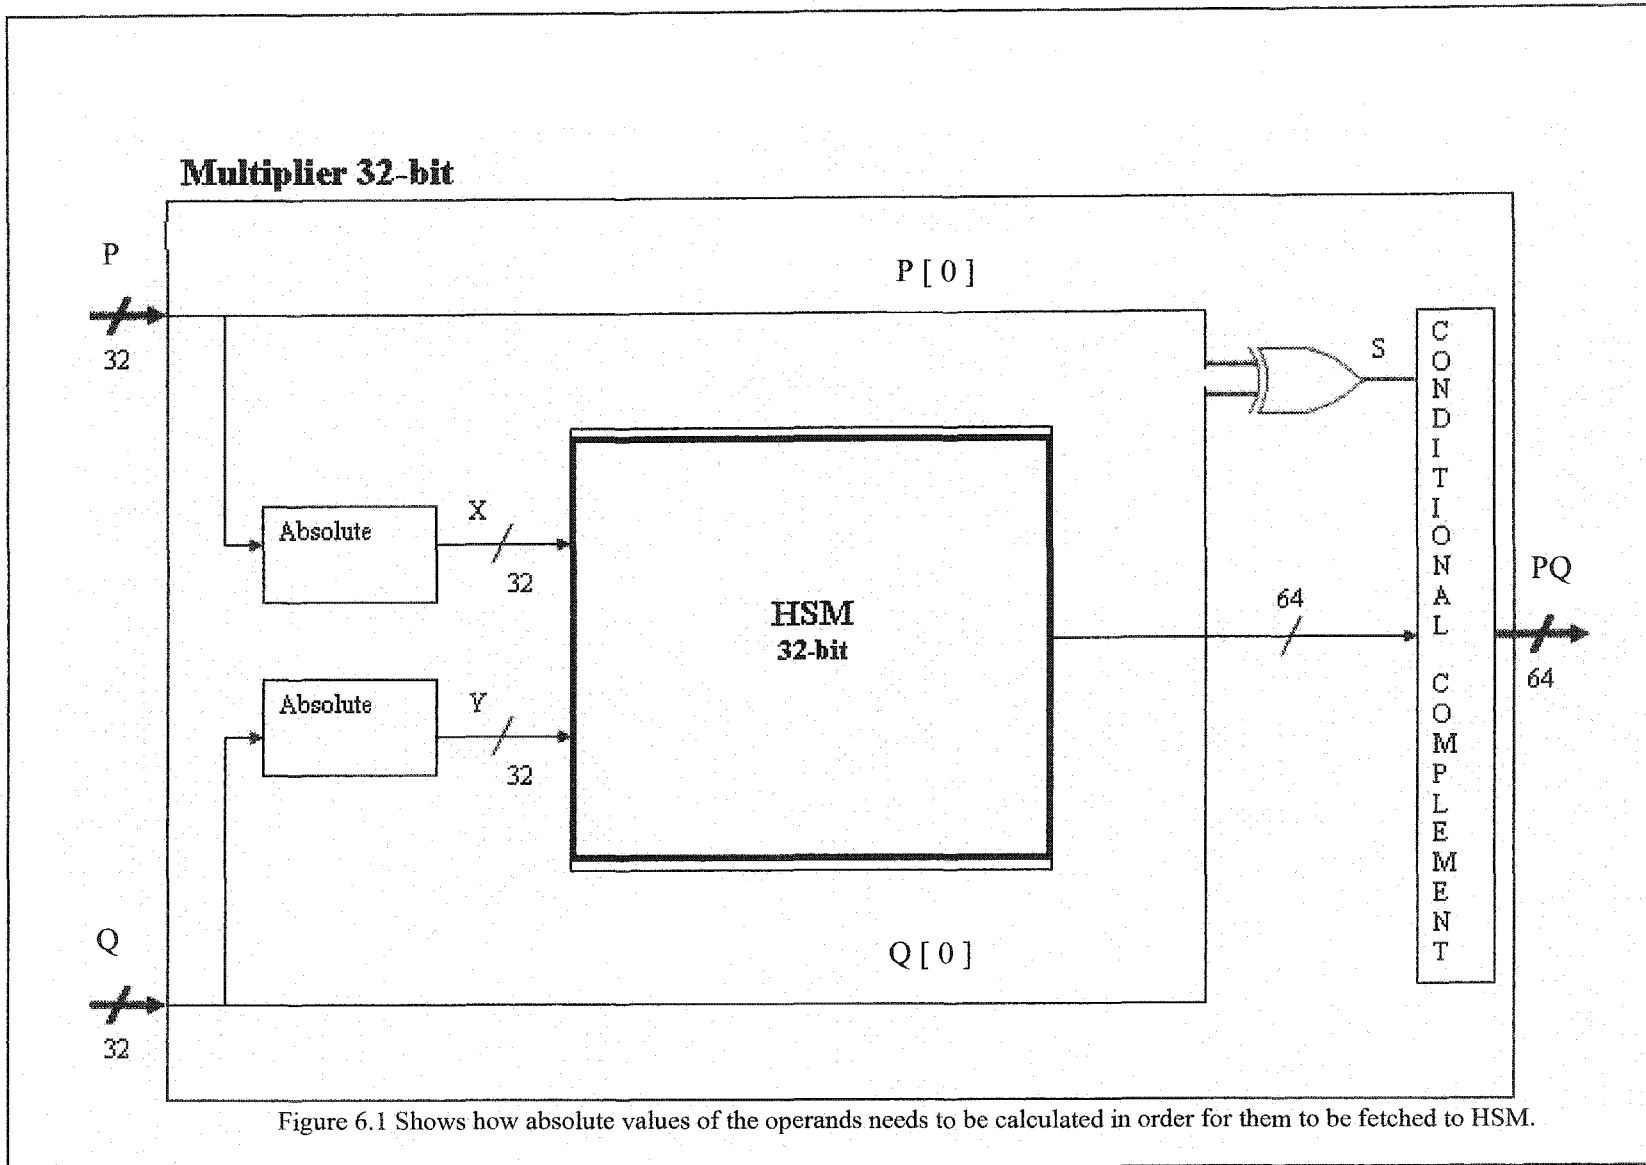 Multiplier 32-bit
P
P [ 0 ]
32
S
CONDITIONAL COMPLEMENT
Absolute
X
32
HSM
32-bit
64
PQ
64
Absolute
Y
32
Q
Q [ 0 ]
32
Figure 6.1 Shows how absolute values of the operands needs to be calculated in order for them to be fetched to HSM.